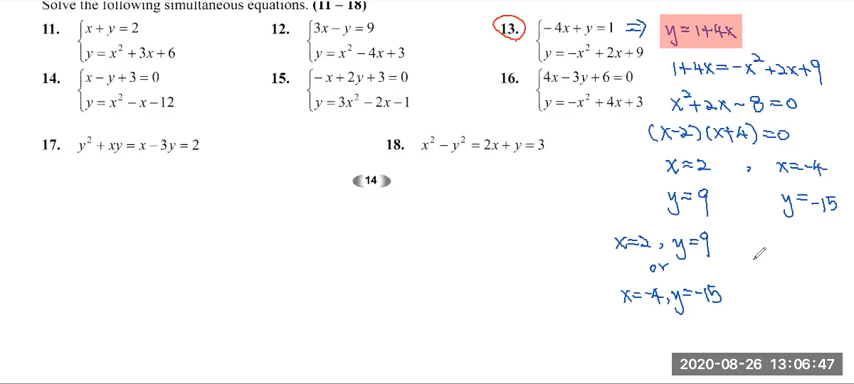 Solve the following simultaneous equations. (11 – 18)
11. { x + y = 2
y = x² + 3x + 6
12. { 3x – y = 9
y = x² – 4x + 3
13. { – 4x + y = 1 ⇒ y = 1 + 4x
y = –x² + 2x + 9
14. { x – y + 3 = 0
y = x² – x – 12
15. { –x + 2y + 3 = 0
y = 3x² – 2x – 1
16. { 4x – 3y + 6 = 0
y = –x² + 4x + 3
17. y² + xy = x – 3y = 2
18. x² – y² = 2x + y = 3
14
1 + 4x = –x² + 2x + 9
x² + 2x – 8 = 0
(x – 2)(x + 4) = 0
x = 2 , x = –4
y = 9 y = –15
x = 2, y = 9
or
x = –4, y = –15
2020-08-26 13:06:47